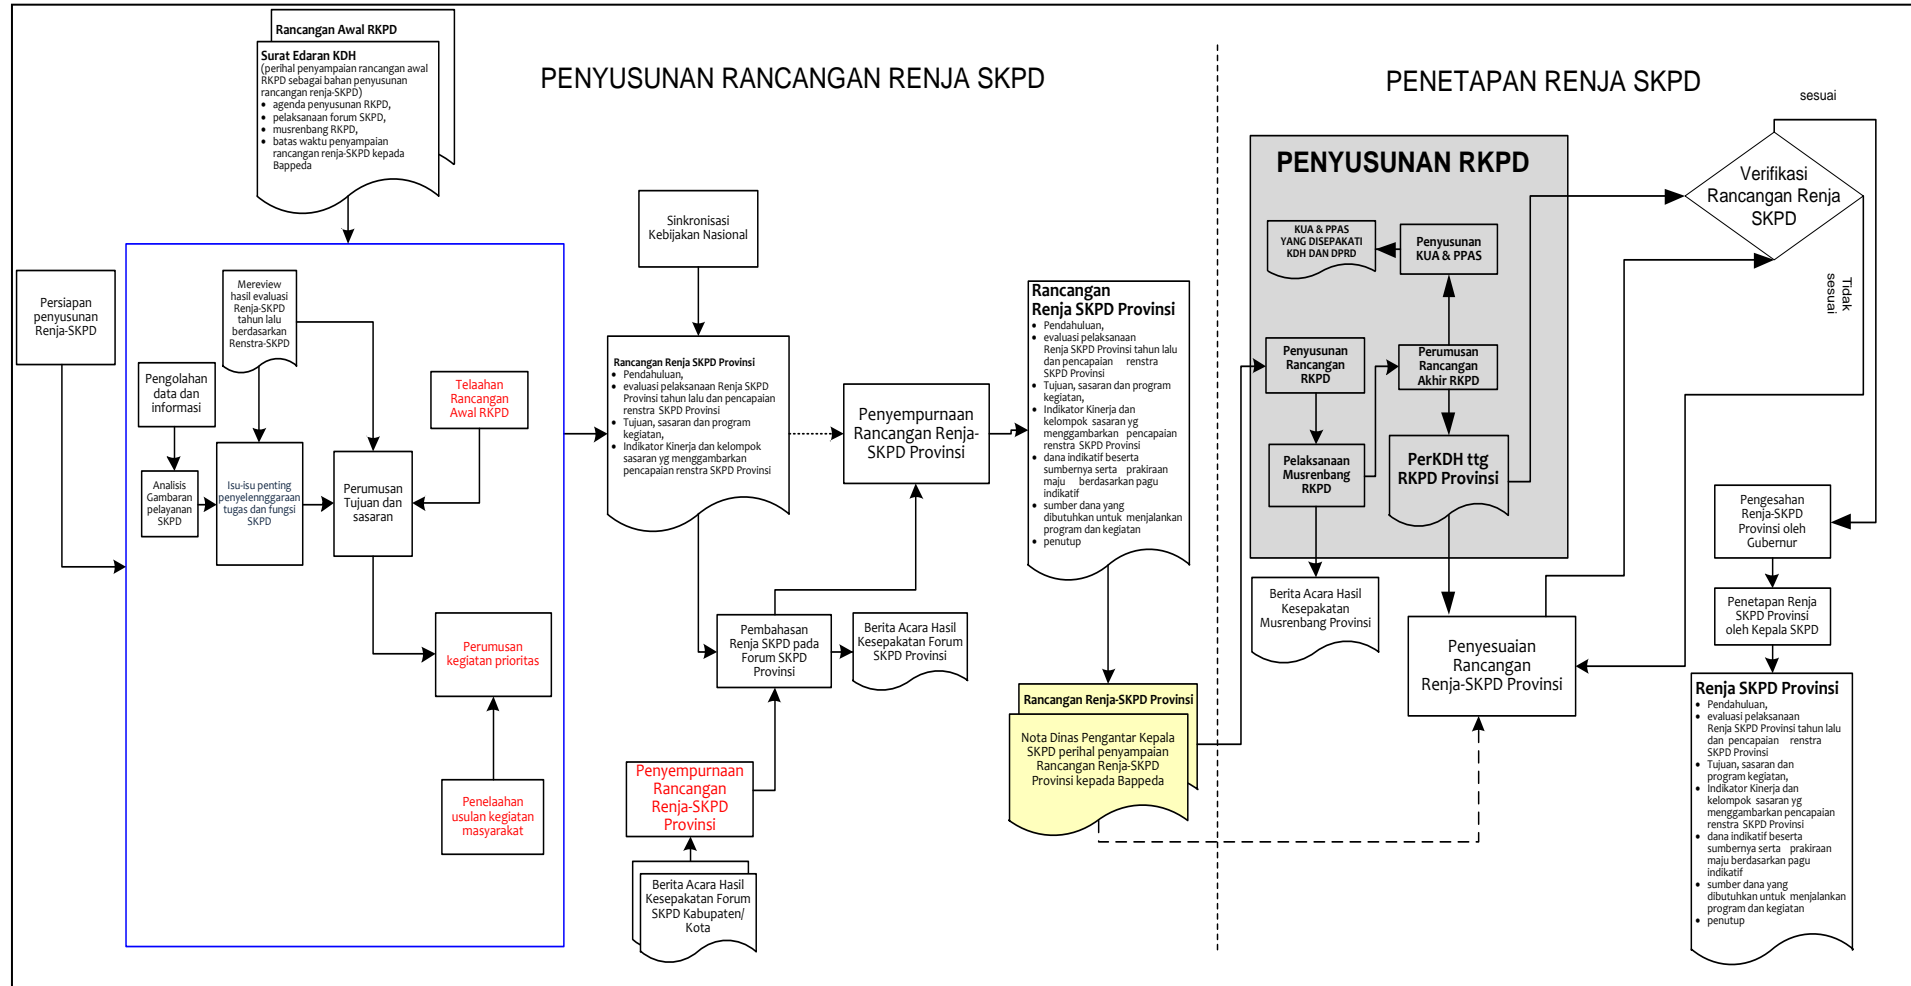 Rancangan Awal RKPD
Surat Edaran KDH
(perihal penyampaian rancangan awal
RKPD sebagai bahan penyusunan
rancangan renja-SKPD)
• agenda penyusunan RKPD,
• pelaksanaan forum SKPD,
• musrenbang RKPD,
• batas waktu penyampaian
rancangan renja-SKPD kepada
Bappeda
PENYUSUNAN RANCANGAN RENJA SKPD
PENETAPAN RENJA SKPD
Persiapan
penyusunan
Renja-SKPD
Mereview
hasil evaluasi
Renja-SKPD
tahun lalu
berdasarkan
Renstra-SKPD
Pengolahan
data dan
informasi
Telaahan
Rancangan
Awal RKPD
Analisis
Gambaran
pelayanan
SKPD
Isu-isu penting
penyelennggaraan
tugas dan fungsi
SKPD
Perumusan
Tujuan dan
sasaran
Perumusan
kegiatan prioritas
Penelaahan
usulan kegiatan
masyarakat
Sinkronisasi
Kebijakan Nasional
Rancangan Renja SKPD Provinsi
• Pendahuluan,
• evaluasi pelaksanaan Renja SKPD
Provinsi tahun lalu dan pencapaian
renstra SKPD Provinsi
• Tujuan, sasaran dan program
kegiatan,
• Indikator Kinerja dan kelompok
sasaran yg menggambarkan
pencapaian renstra SKPD Provinsi
Penyempurnaan
Rancangan Renja-
SKPD Provinsi
Pembahasan
Renja SKPD pada
Forum SKPD
Provinsi
Berita Acara Hasil
Kesepakatan Forum
SKPD Provinsi
Penyempurnaan
Rancangan
Renja-SKPD
Provinsi
Berita Acara Hasil
Kesepakatan Forum
SKPD Kabupaten/
Kota
Rancangan
Renja SKPD Provinsi
• Pendahuluan,
• evaluasi pelaksanaan
Renja SKPD Provinsi tahun lalu
dan pencapaian renstra
SKPD Provinsi
• Tujuan, sasaran dan program
kegiatan,
• Indikator Kinerja dan
kelompok sasaran yg
menggambarkan pencapaian
renstra SKPD Provinsi
• dana indikatif beserta
sumbernya serta prakiraan
maju berdasarkan pagu
indikatif
• sumber dana yang
dibutuhkan untuk menjalankan
program dan kegiatan
• penutup
Rancangan Renja-SKPD Provinsi
Nota Dinas Pengantar Kepala
SKPD perihal penyampaian
Rancangan Renja-SKPD
Provinsi kepada Bappeda
PENYUSUNAN RKPD
KUA & PPAS
YANG DISEPAKATI
KDH DAN DPRD
Penyusunan
KUA & PPAS
Penyusunan
Rancangan
RKPD
Perumusan
Rancangan
Akhir RKPD
Pelaksanaan
Musrenbang
RKPD
PerKDH ttg
RKPD Provinsi
Berita Acara Hasil
Kesepakatan
Musrenbang Provinsi
Penyesuaian
Rancangan
Renja-SKPD Provinsi
sesuai
Verifikasi
Rancangan Renja
SKPD
Tidak
sesuai
Pengesahan
Renja-SKPD
Provinsi oleh
Gubernur
Penetapan Renja
SKPD Provinsi
oleh Kepala SKPD
Renja SKPD Provinsi
• Pendahuluan,
• evaluasi pelaksanaan
Renja SKPD Provinsi tahun lalu
dan pencapaian renstra
SKPD Provinsi
• Tujuan, sasaran dan
program kegiatan,
• Indikator Kinerja dan
kelompok sasaran yg
menggambarkan pencapaian
renstra SKPD Provinsi
• dana indikatif beserta
sumbernya serta prakiraan
maju berdasarkan pagu
indikatif
• sumber dana yang
dibutuhkan untuk menjalankan
program dan kegiatan
• penutup